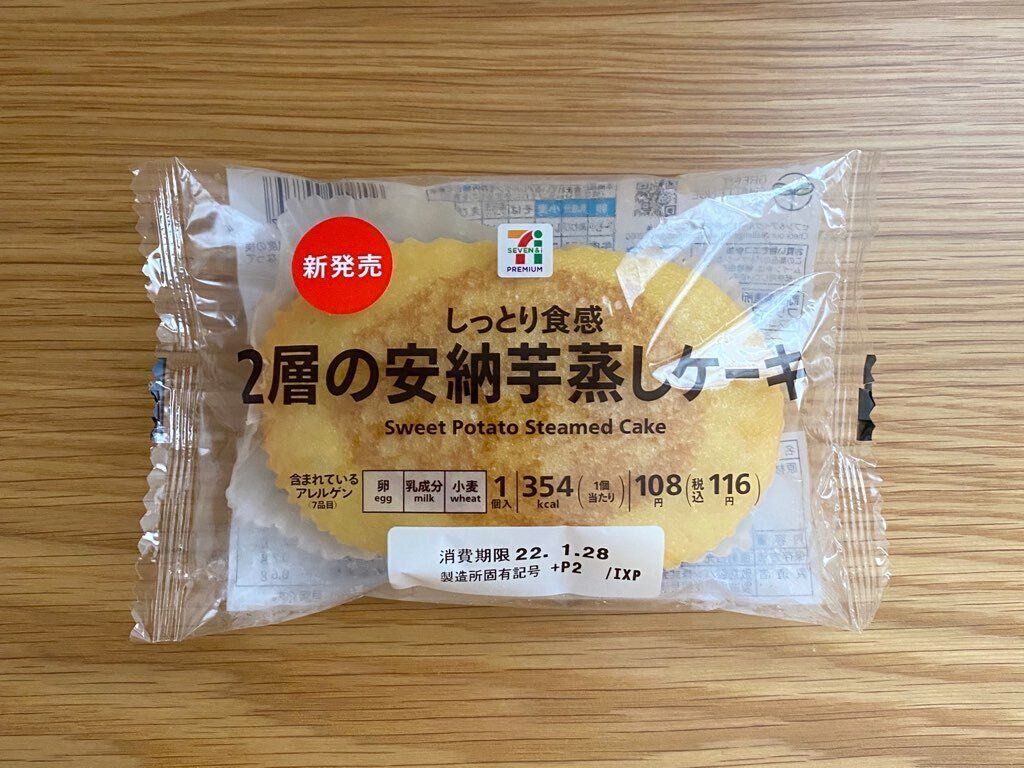 新発売
SEVEN&i
PREMIUM
しっとり食感
2層の安納芋蒸しケーキ
Sweet Potato Steamed Cake
含まれている
アレルゲン
(7品目)
卵
egg
乳成分
milk
小麦
wheat
1
個入
354
kcal
(1個
当たり)
108
円
(税
込
116
円)
消費期限 22. 1.28
製造所固有記号 +P2 /IXP